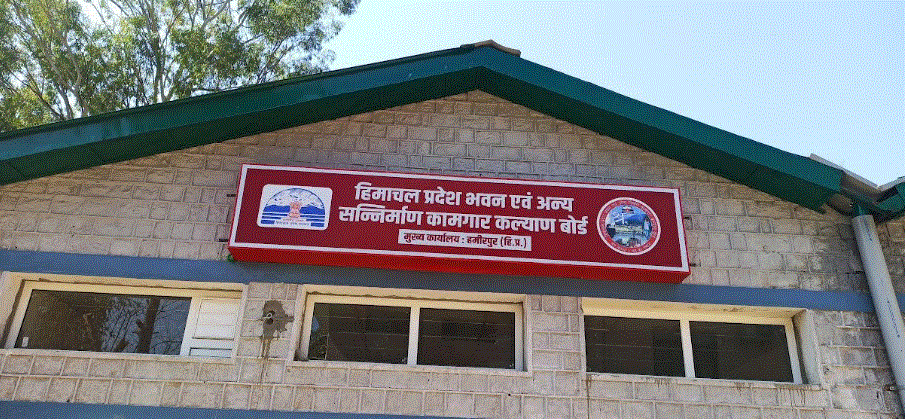 हिमाचल प्रदेश भवन एवं अन्य
सन्निर्माण कामगार कल्याण बोर्ड
मुख्य कार्यालय : हमीरपुर (हि.प्र.)